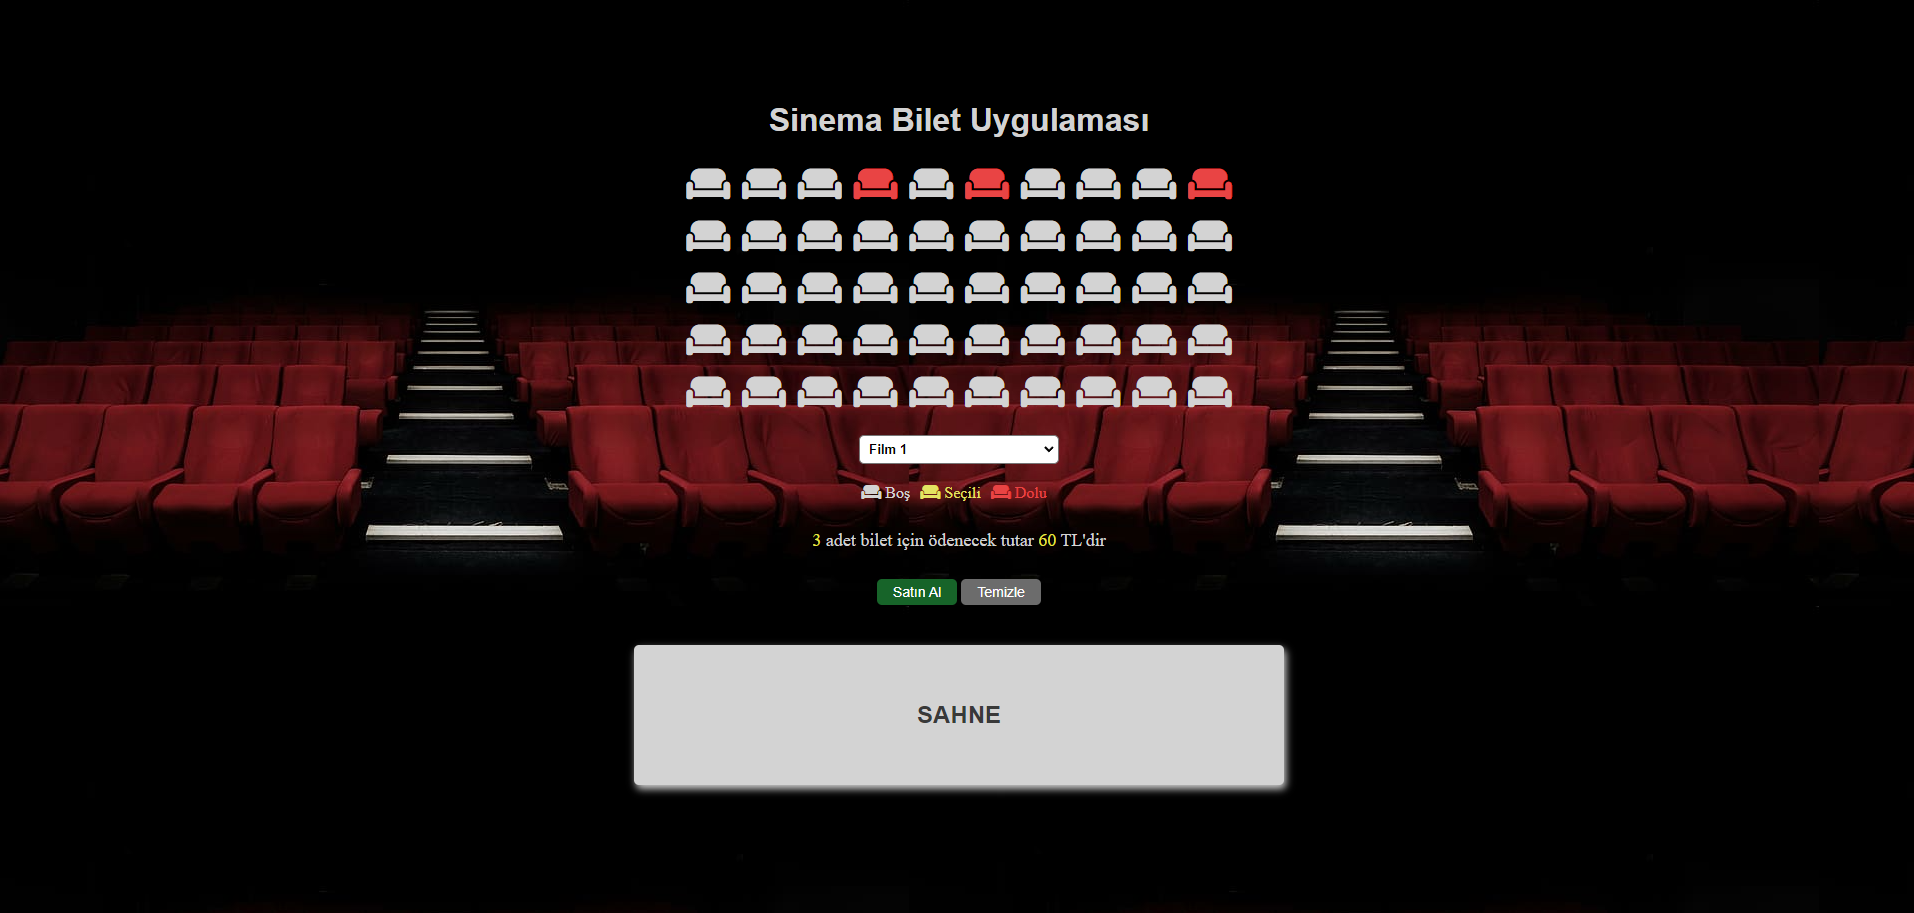 Sinema Bilet Uygulaması
Film 1
Boş Seçili Dolu
3 adet bilet için ödenecek tutar 60 TL'dir
Satın Al Temizle
SAHNE